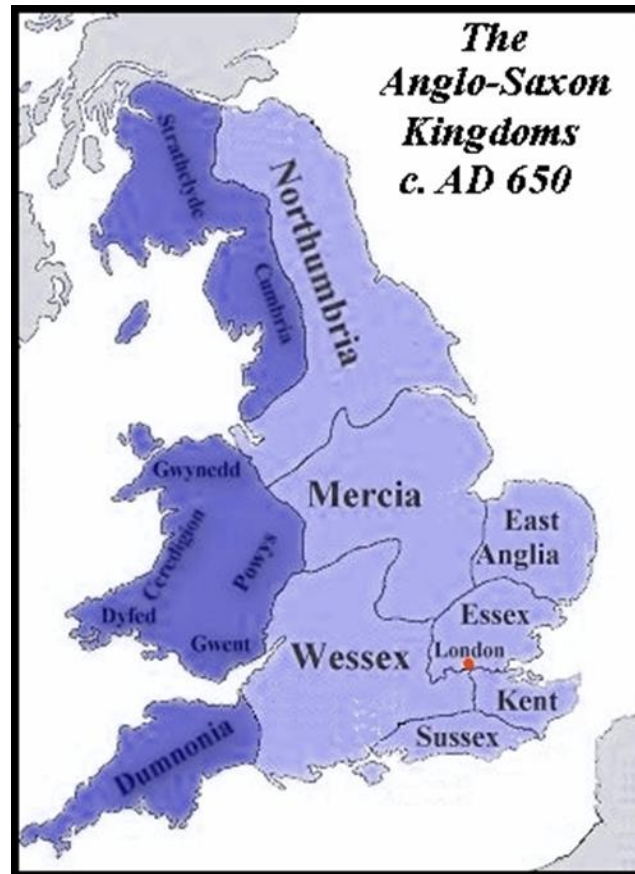 The
Anglo-Saxon
Kingdoms
c. AD 650
Strathclyde
Northumbria
Cumbria
Gwynedd
Mercia
East
Anglia
Ceredigion
Powys
Dyfed
Gwent
Essex
London
Wessex
Kent
Sussex
Dumnonia